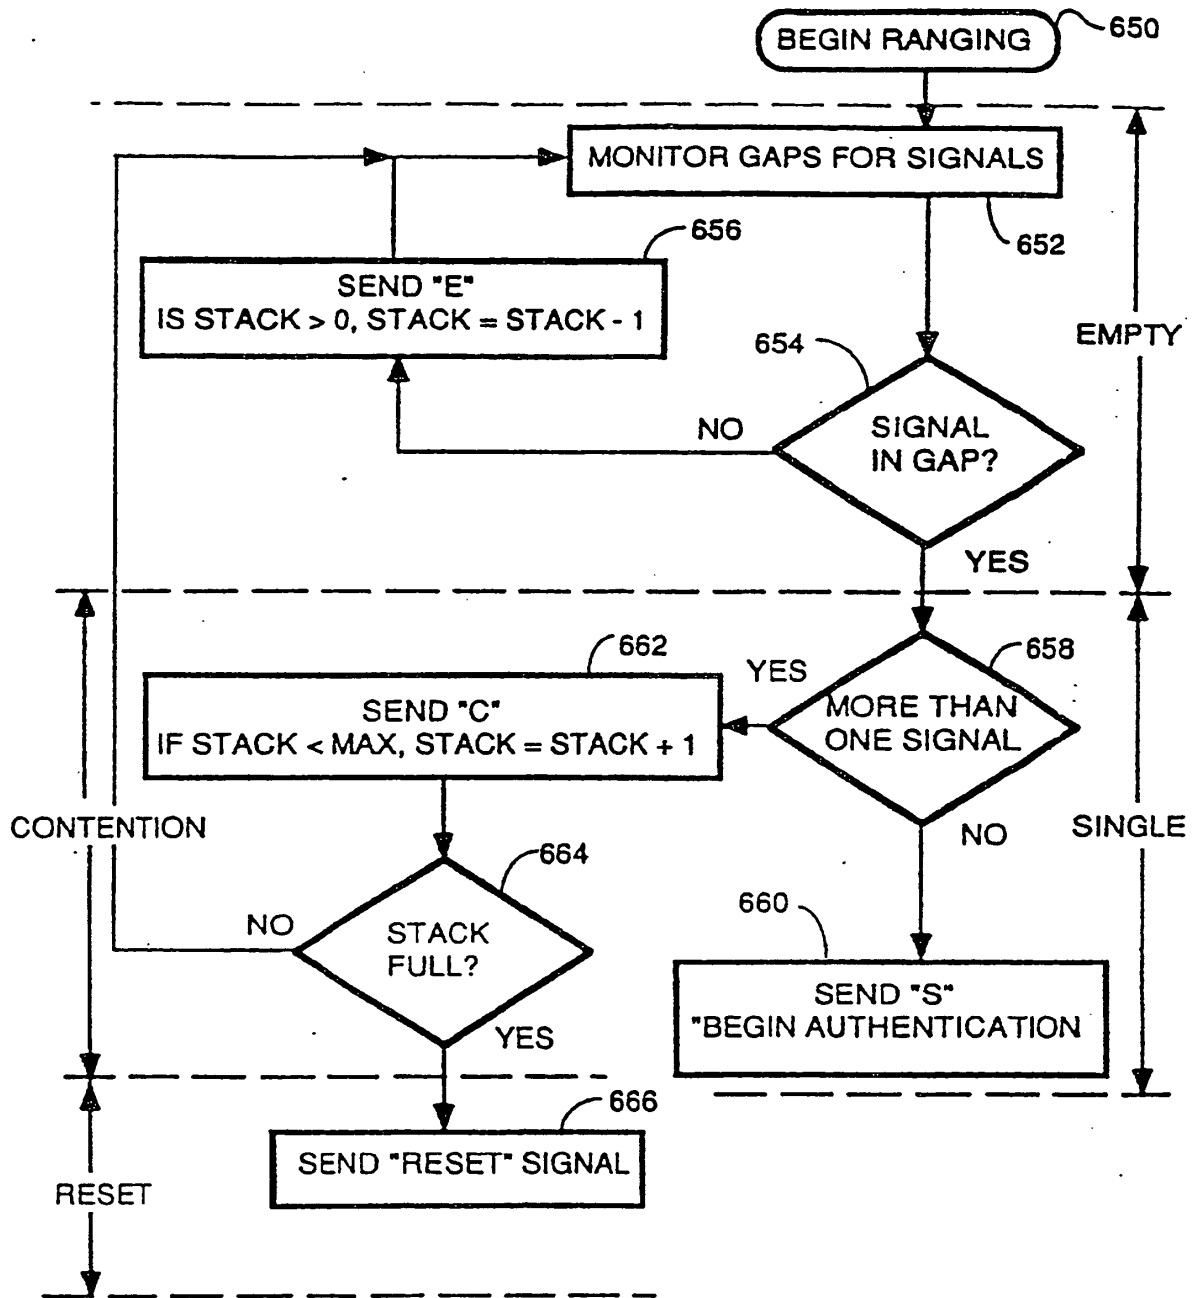 BEGIN RANGING
650
MONITOR GAPS FOR SIGNALS
652
656
SEND "E"
IS STACK > 0, STACK = STACK - 1
EMPTY
654
SIGNAL
IN GAP?
NO
YES
662
658
YES
MORE THAN
ONE SIGNAL
SEND "C"
IF STACK < MAX, STACK = STACK + 1
CONTENTION
SINGLE
NO
664
660
NO
STACK
FULL?
SEND "S"
"BEGIN AUTHENTICATION
YES
666
SEND "RESET" SIGNAL
RESET